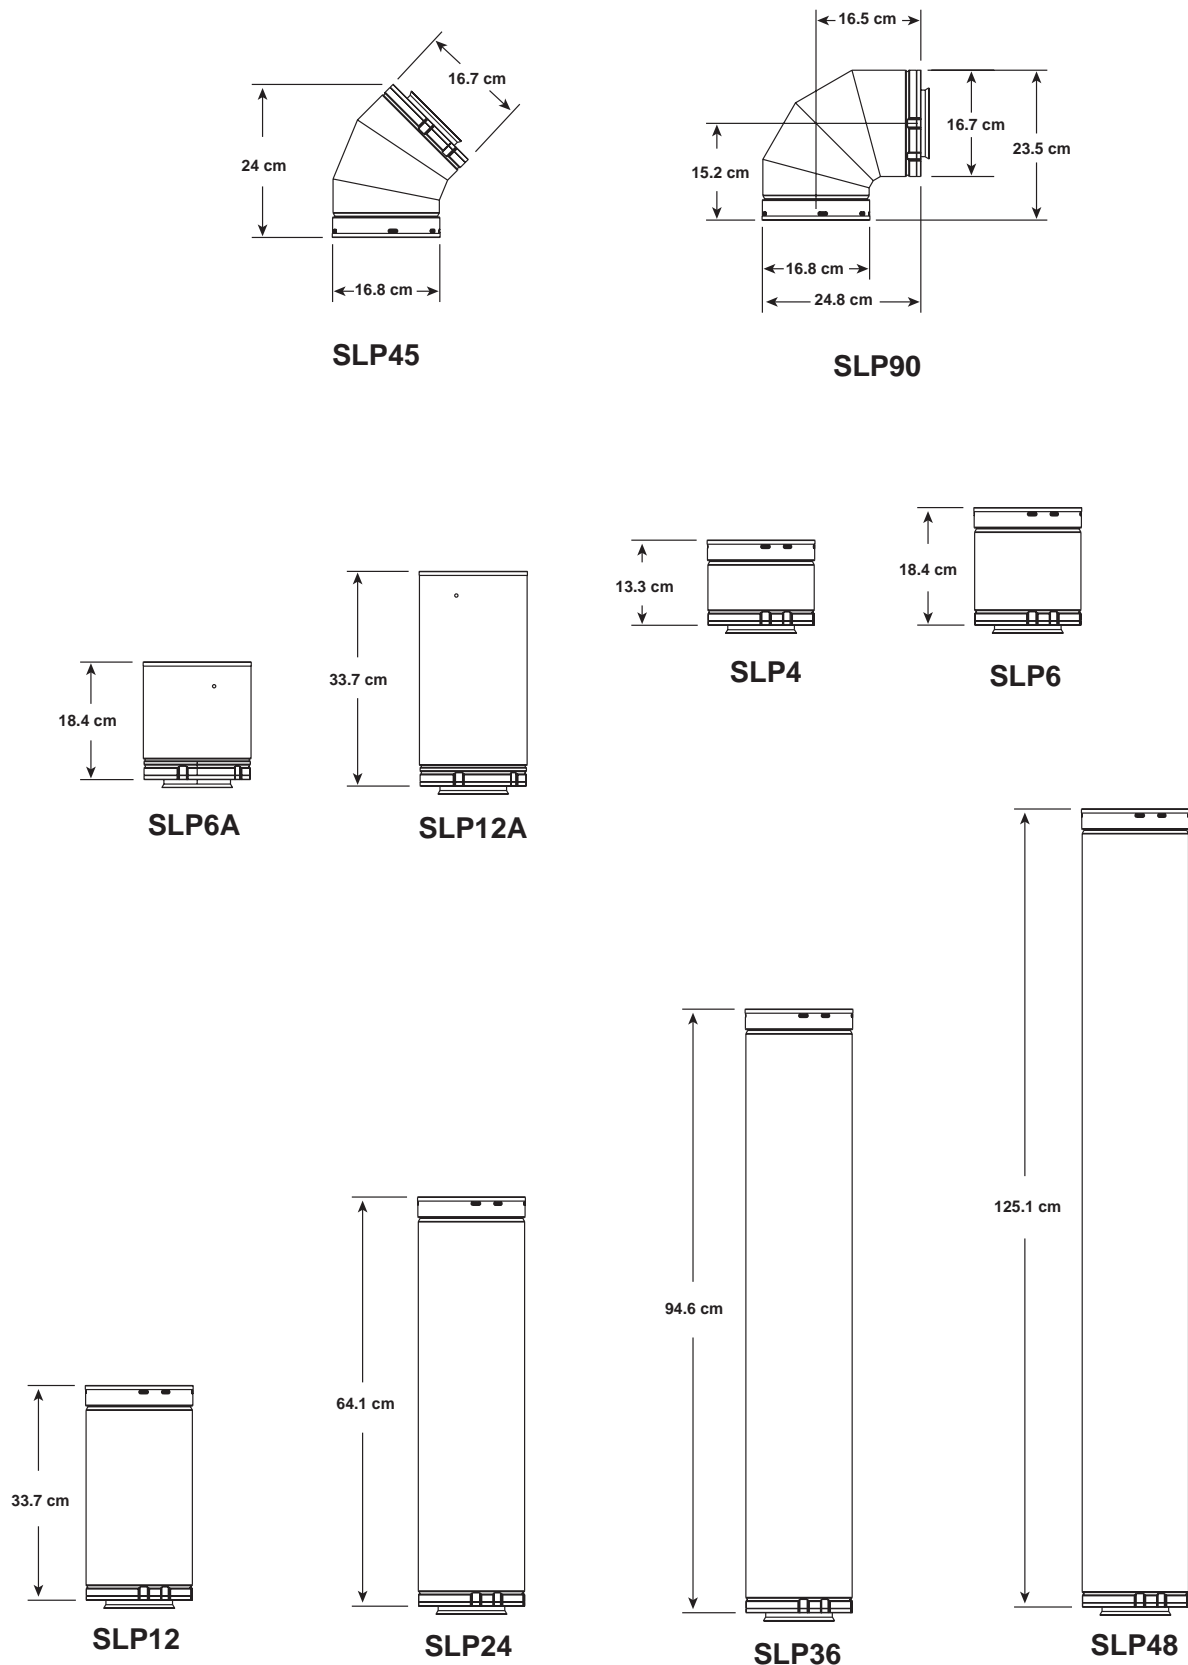 16.5 cm
16.7 cm
24 cm
16.7 cm
23.5 cm
15.2 cm
16.8 cm
16.8 cm
24.8 cm
SLP45
SLP90
13.3 cm
18.4 cm
33.7 cm
18.4 cm
SLP4
SLP6
SLP6A
SLP12A
125.1 cm
94.6 cm
64.1 cm
33.7 cm
SLP12
SLP24
SLP36
SLP48